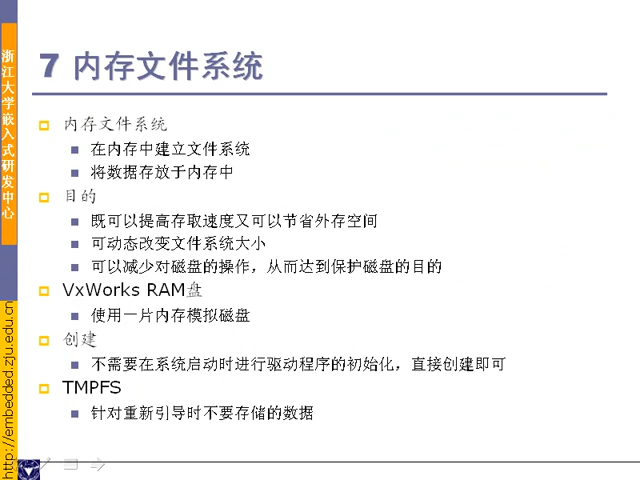 7 内存文件系统
内存文件系统
在内存中建立文件系统
将数据存放于内存中
目的
既可以提高存取速度又可以节省外存空间
可动态改变文件系统大小
可以减少对磁盘的操作，从而达到保护磁盘的目的
VxWorks RAM盘
使用一片内存模拟磁盘
创建
不需要在系统启动时进行驱动程序的初始化，直接创建即可
TMPFS
针对重新引导时不要存储的数据
浙江大学嵌入式研发中心
http://embedded.zju.edu.cn